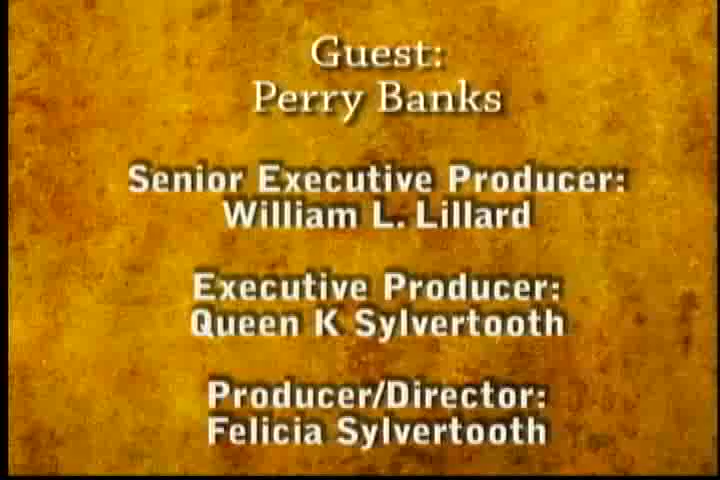 Guest:
Perry Banks
Senior Executive Producer:
William L. Lillard
Executive Producer:
Queen K Sylvertooth
Producer/Director:
Felicia Sylvertooth